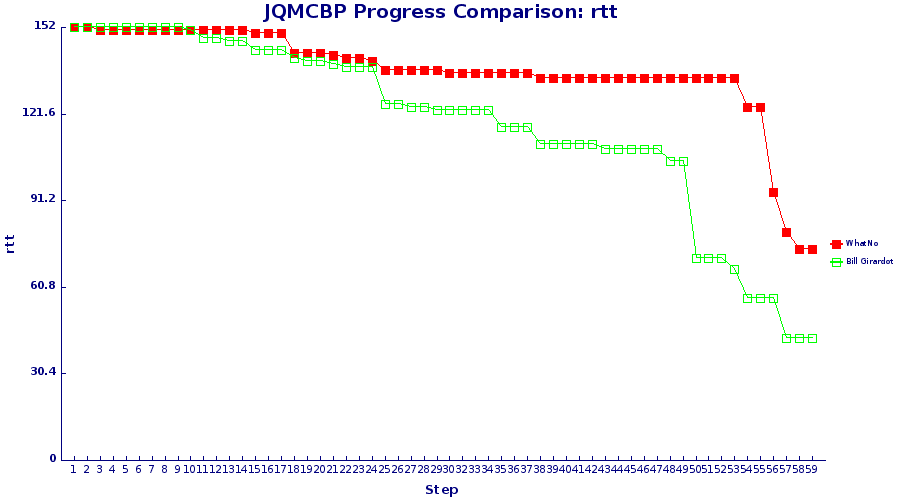 JQMCBP Progress Comparison: rtt
152
121.6
91.2
60.8
30.4
0
rtt
WhatNo
Bill Girardot
1 2 3 4 5 6 7 8 9 10 11 12 13 14 15 16 17 18 19 20 21 22 23 24 25 26 27 28 29 30 31 32 33 34 35 36 37 38 39 40 41 42 43 44 45 46 47 48 49 50 51 52 53 54 55 56 57 58 59
Step